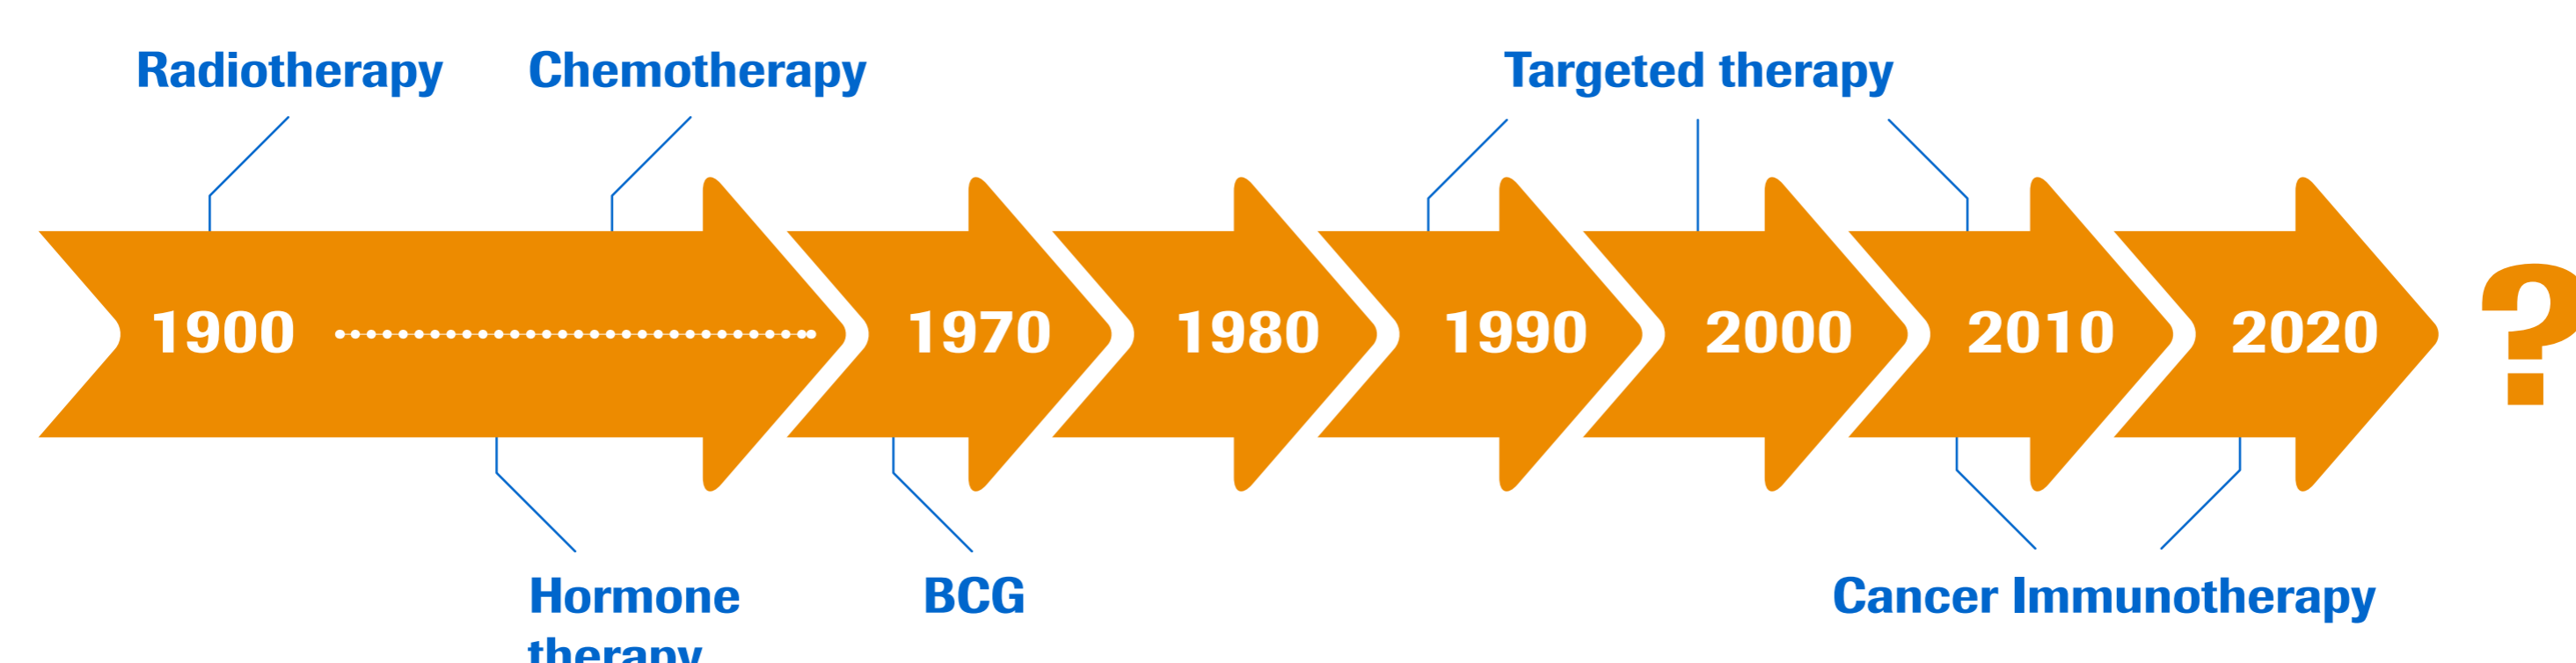 Radiotherapy
Chemotherapy
Targeted therapy
1900
1970
1980
1990
2000
2010
2020
?
Hormone
therapy
BCG
Cancer Immunotherapy